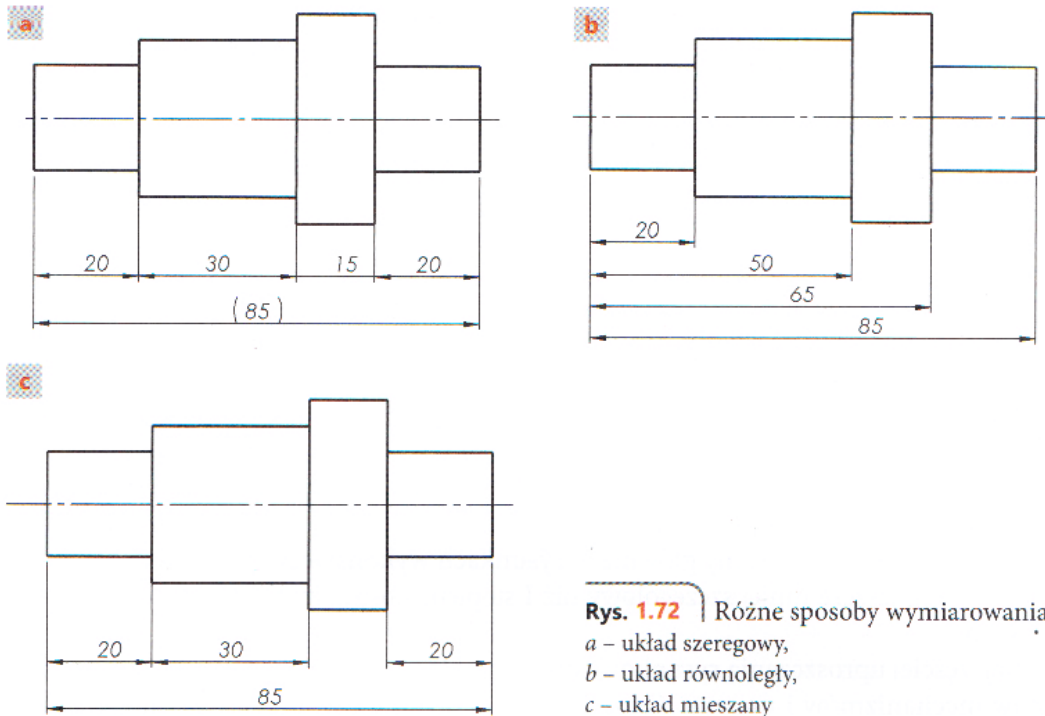 a
20 30 15 20
(85)
b
20
50
65
85
c
20 30 20
85
Rys. 1.72 Różne sposoby wymiarowania
a – układ szeregowy,
b – układ równoległy,
c – układ mieszany